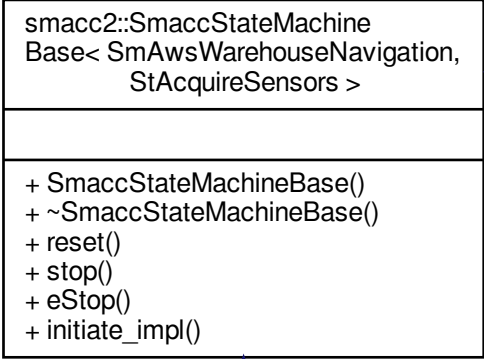 smacc2::SmaccStateMachine
Base< SmAwsWarehouseNavigation,
StAcquireSensors >
+ SmaccStateMachineBase()
+ ~SmaccStateMachineBase()
+ reset()
+ stop()
+ eStop()
+ initiate_impl()